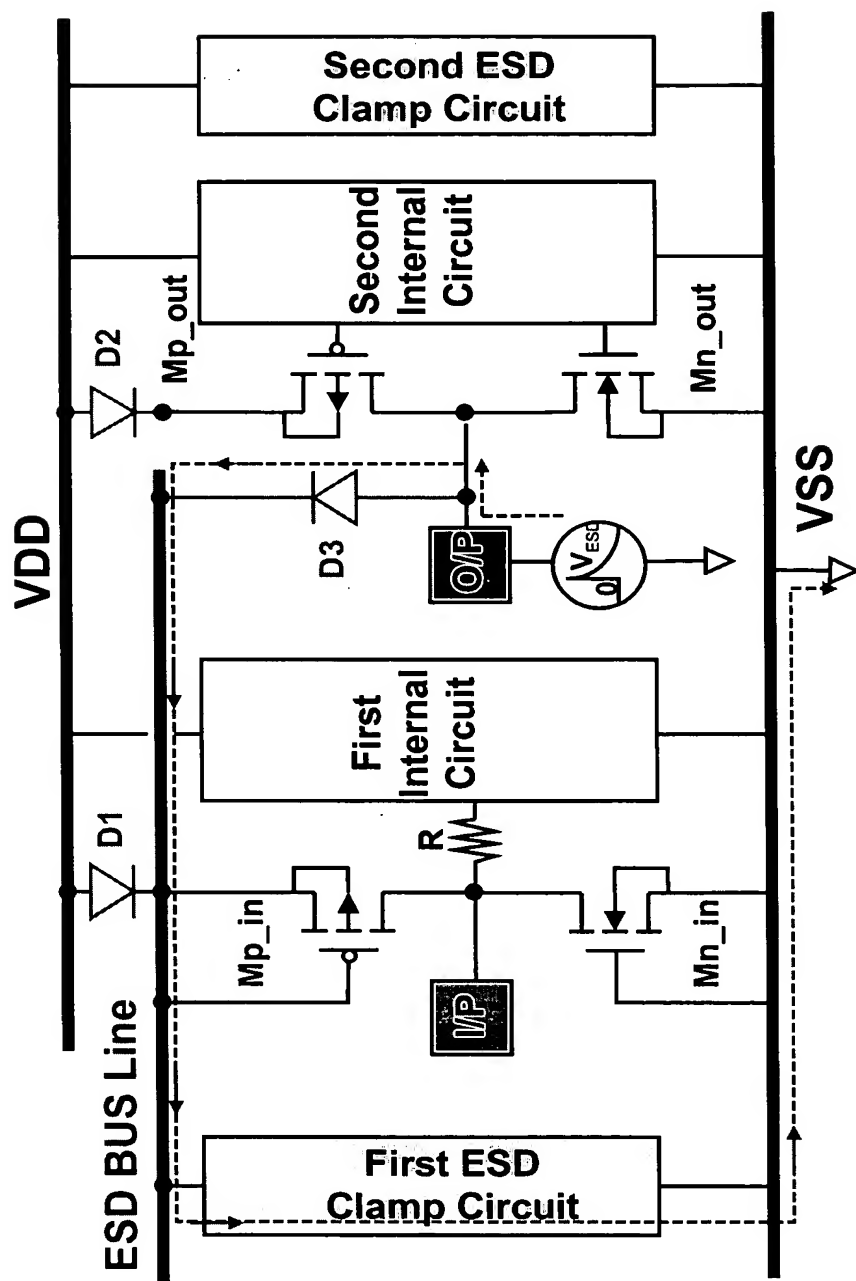 VDD
ESD BUS Line
D1
D2
Mp_in
Mp_out
D3
First ESD
Clamp Circuit
I/P
R
First
Internal
Circuit
O/P
0
VESD
Second
Internal
Circuit
Second ESD
Clamp Circuit
Mn_in
Mn_out
VSS